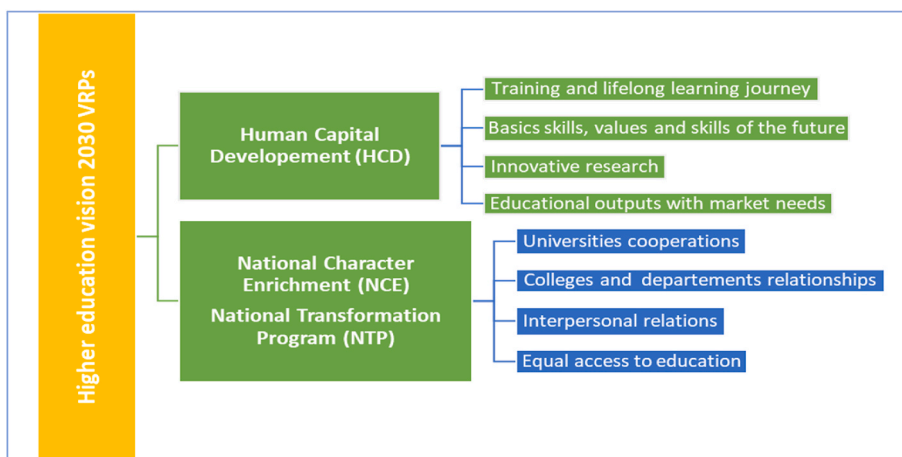 Higher education vision 2030 VRPs
Human Capital
Developement (HCD)
Training and lifelong learning journey
Basics skills, values and skills of the future
Innovative research
Educational outputs with market needs
National Character
Enrichment (NCE)
National Transformation
Program (NTP)
Universities cooperations
Colleges and departements relationships
Interpersonal relations
Equal access to education